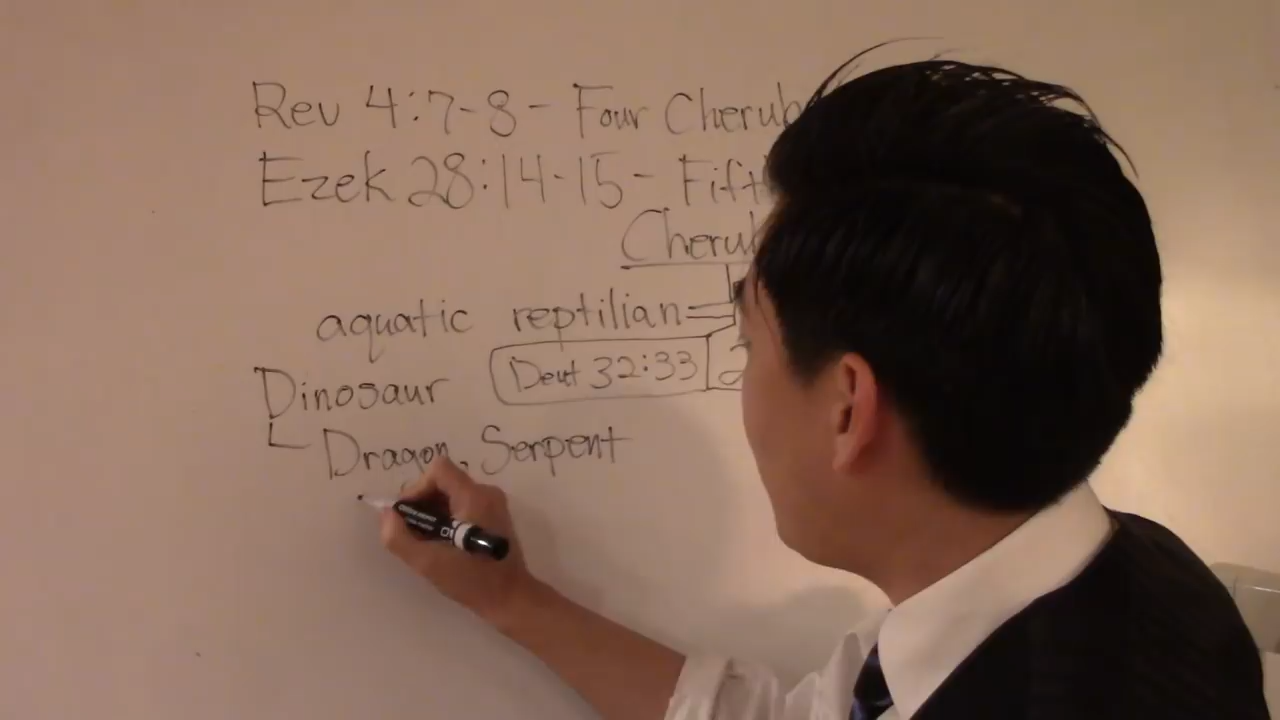 Rev 4:7-8 - Four Cherub
Ezek 28:14-15 - Fift
Cherub
aquatic reptilian =
Deut 32:33 2
Dinosaur
Dragon, Serpent